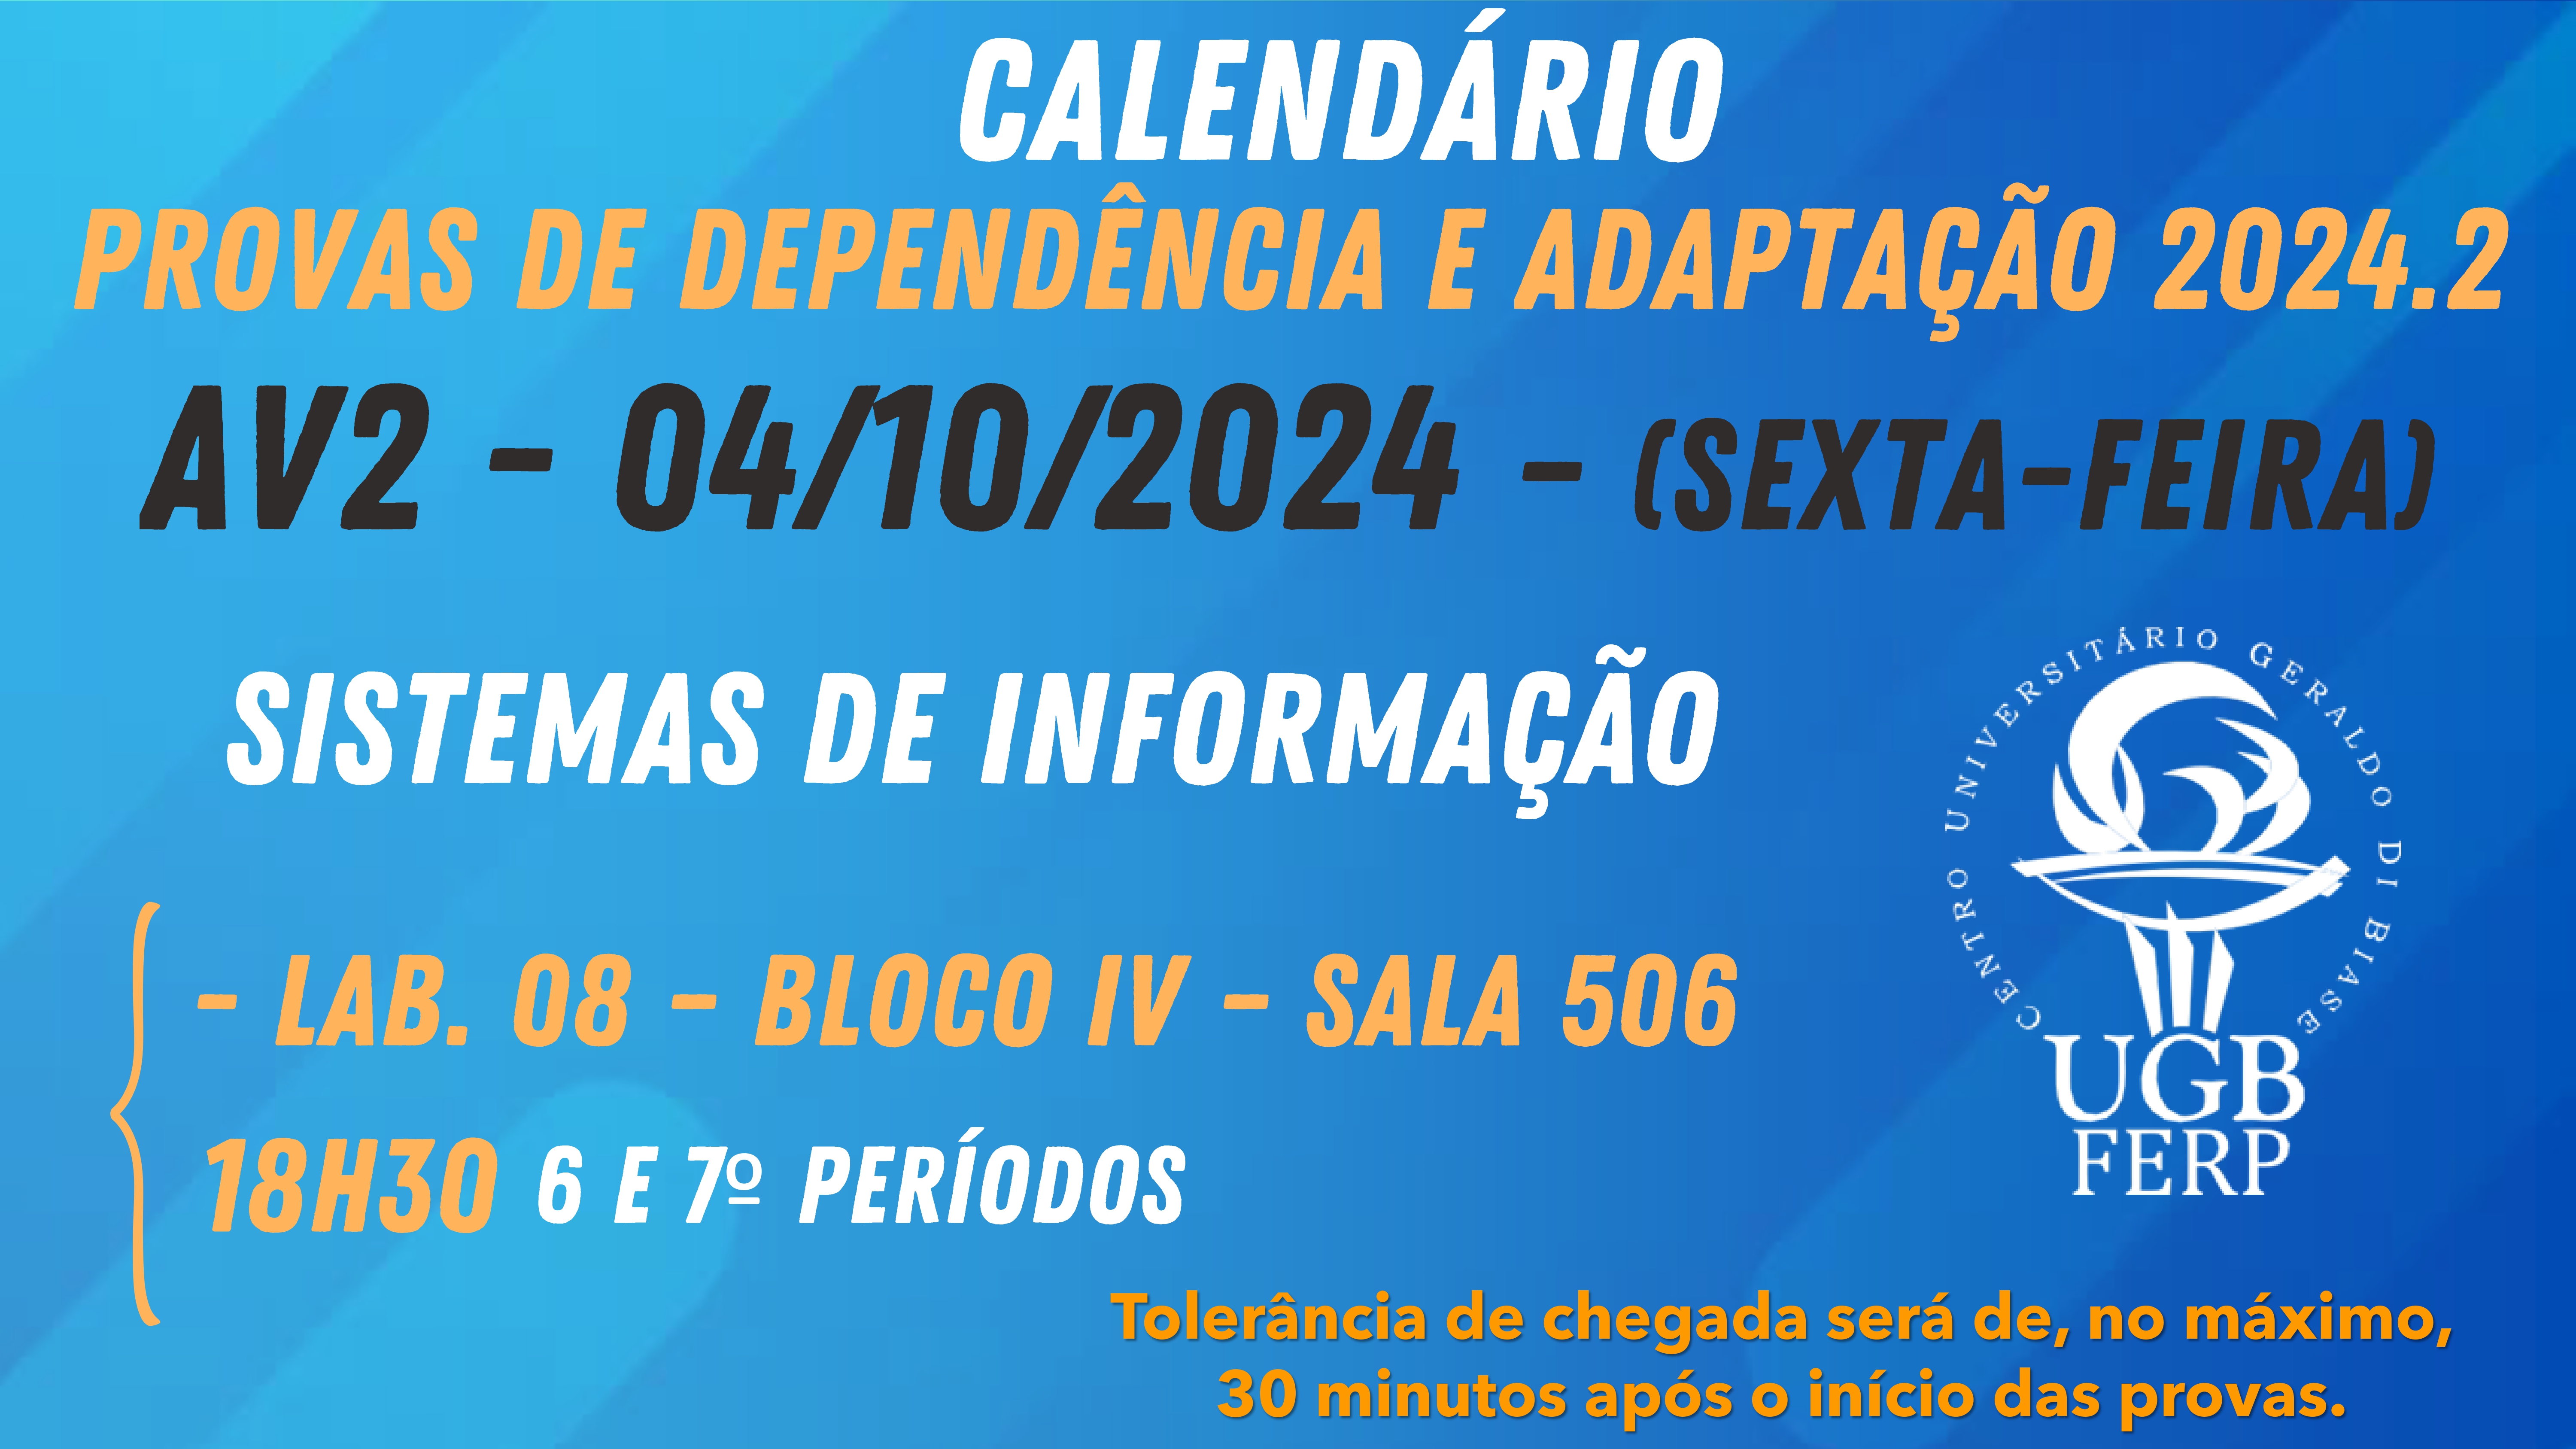 CALENDÁRIO
PROVAS DE DEPENDÊNCIA E ADAPTAÇÃO 2024.2
AV2 - 04/10/2024 - (SEXTA-FEIRA)
SISTEMAS DE INFORMAÇÃO
- LAB. 08 - BLOCO IV - SALA 506
18H30 6 E 7º PERÍODOS
CENTRO UNIVERSITÁRIO GERALDO DI BIASE
UGB
FERP
Tolerância de chegada será de, no máximo,
30 minutos após o início das provas.